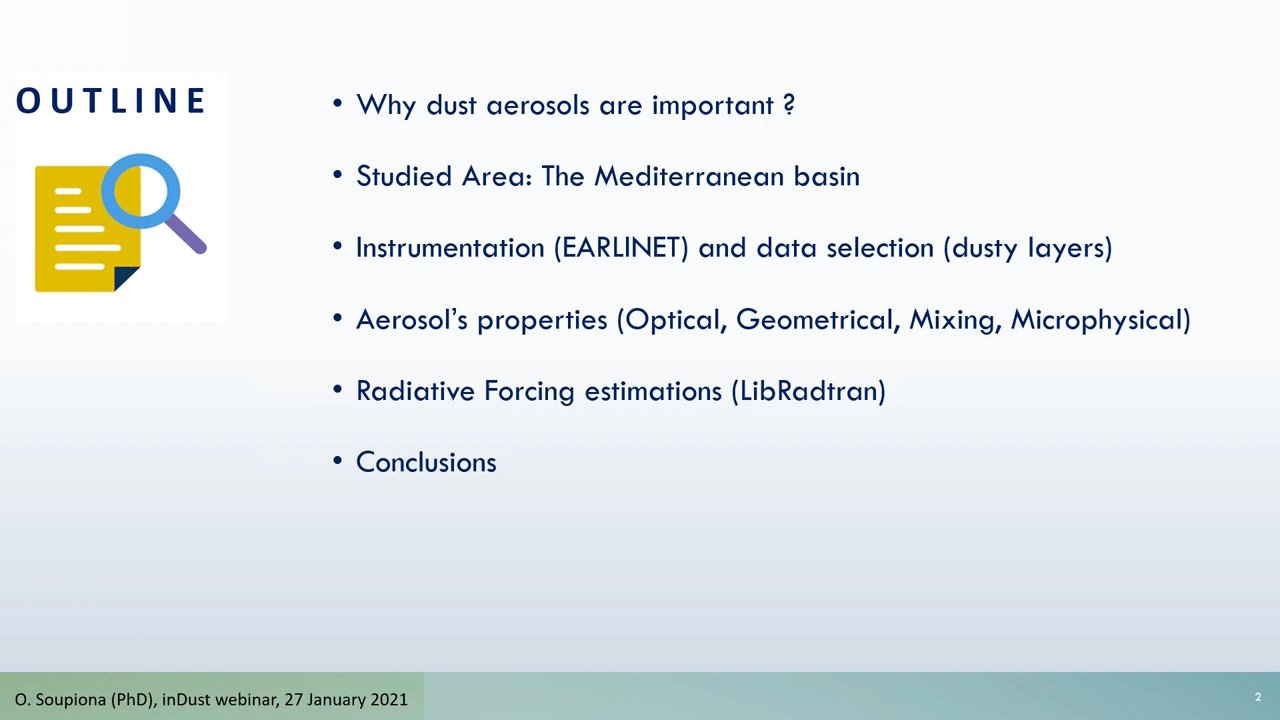 OUTLINE
• Why dust aerosols are important ?
• Studied Area: The Mediterranean basin
• Instrumentation (EARLINET) and data selection (dusty layers)
• Aerosol’s properties (Optical, Geometrical, Mixing, Microphysical)
• Radiative Forcing estimations (LibRadtran)
• Conclusions
O. Soupiona (PhD), inDust webinar, 27 January 2021
2